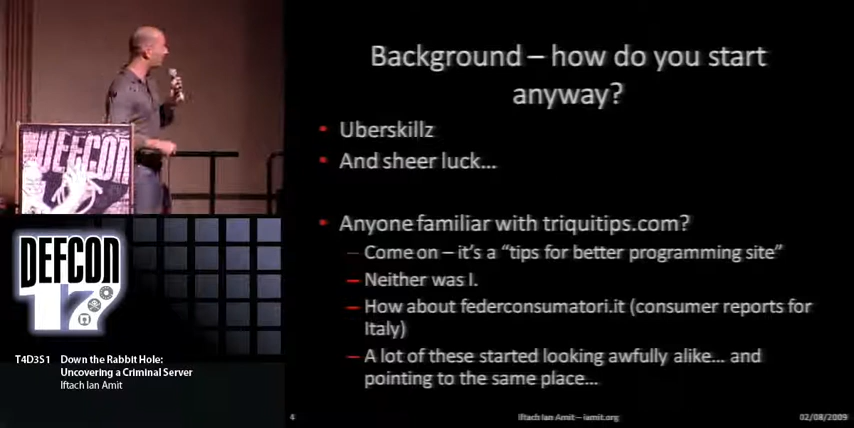 Background – how do you start
anyway?
• Uberskillz
• And sheer luck...
• Anyone familiar with triquitips.com?
– Come on – it's a "tips for better programming site"
– Neither was I.
– How about federconsumatori.it (consumer reports for
Italy)
– A lot of these started looking awfully alike... and
pointing to the same place...
4
Iftach Ian Amit – iamit.org
02/08/2009
DEFCON
DEFCON
17
T4D3S1
Down the Rabbit Hole:
Uncovering a Criminal Server
Iftach Ian Amit